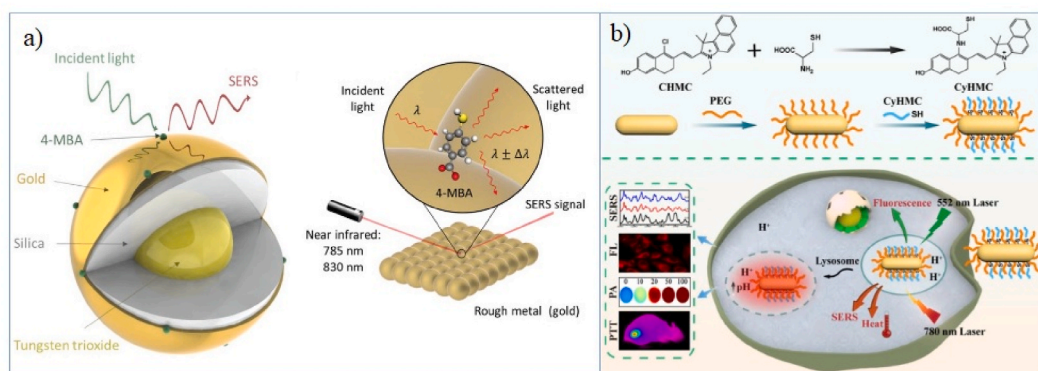 a)
Incident light
SERS
4-MBA
Gold
Silica
Tungsten trioxide
Incident
light
λ
Scattered
light
λ ± Δλ
4-MBA
SERS signal
Near infrared:
785 nm
830 nm
Rough metal (gold)
b)
Cl
HO
CHMC
+
SH
HOOC
NH₂
SH
HOOC
NH
HO
CyHMC
PEG
CyHMC
SH
SERS
FL
PA
0 10 20 50 100
PTT
H⁺
Fluorescence
552 nm Laser
Lysosome
H⁺
H⁺
H⁺
pH
SERS
Heat
780 nm Laser